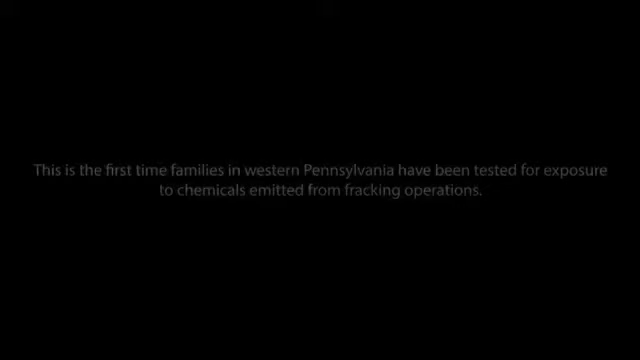 This is the first time families in western Pennsylvania have been tested for exposure
to chemicals emitted from fracking operations.